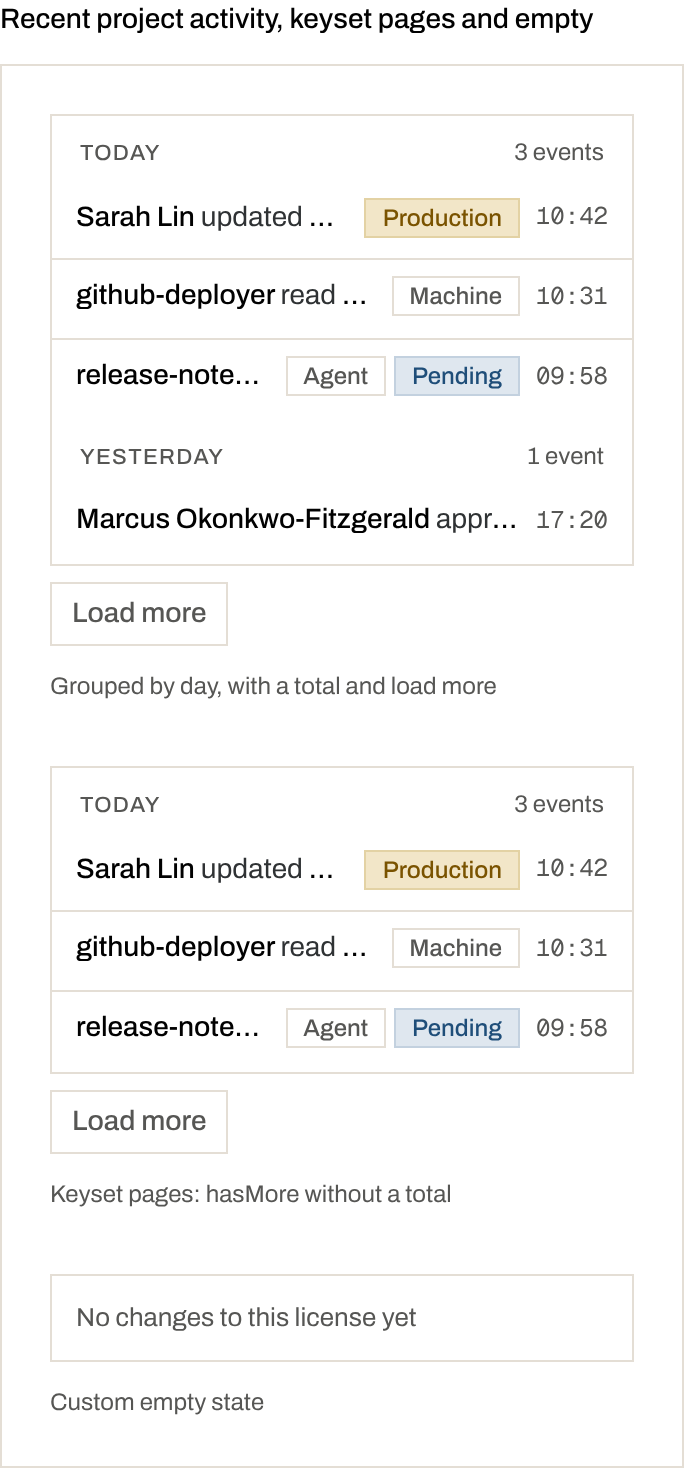 Recent project activity, keyset pages and empty
TODAY 3 events
Sarah Lin updated ... Production 10:42
github-deployer read ... Machine 10:31
release-note... Agent Pending 09:58
YESTERDAY 1 event
Marcus Okonkwo-Fitzgerald appr... 17:20
Load more
Grouped by day, with a total and load more
TODAY 3 events
Sarah Lin updated ... Production 10:42
github-deployer read ... Machine 10:31
release-note... Agent Pending 09:58
Load more
Keyset pages: hasMore without a total
No changes to this license yet
Custom empty state